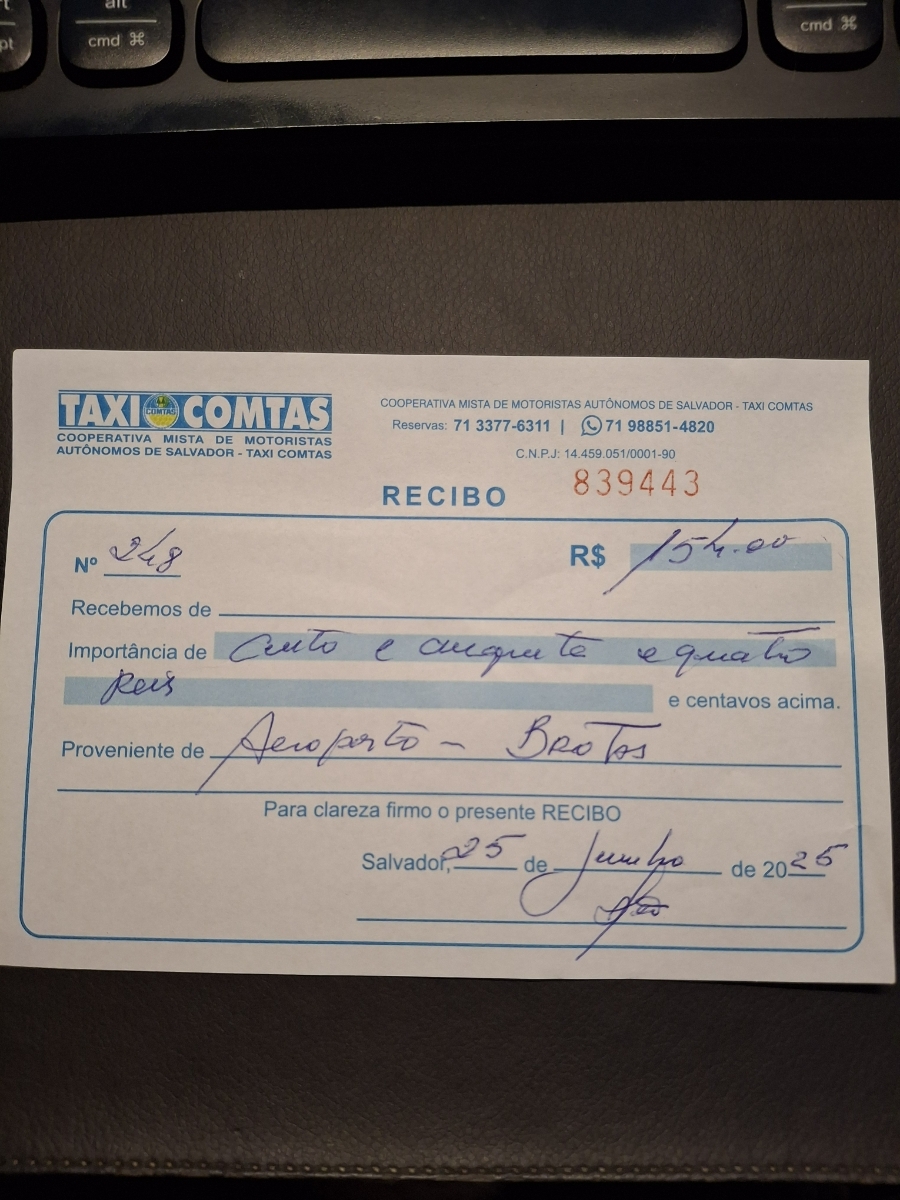 alt
cmd ⌘
cmd ⌘
pt
TAXI COMTAS
COMTAS
COOPERATIVA MISTA DE MOTORISTAS
AUTÔNOMOS DE SALVADOR - TAXI COMTAS
COOPERATIVA MISTA DE MOTORISTAS AUTÔNOMOS DE SALVADOR - TAXI COMTAS
Reservas: 71 3377-6311 | 71 98851-4820
C.N.P.J: 14.459.051/0001-90
RECIBO 839443
Nº 248 R$ 154.00
Recebemos de
Importância de Cento e cinquenta e quatro
Reis e centavos acima.
Proveniente de Aeroporto - Brotas
Para clareza firmo o presente RECIBO
Salvador, 25 de Junho de 2025